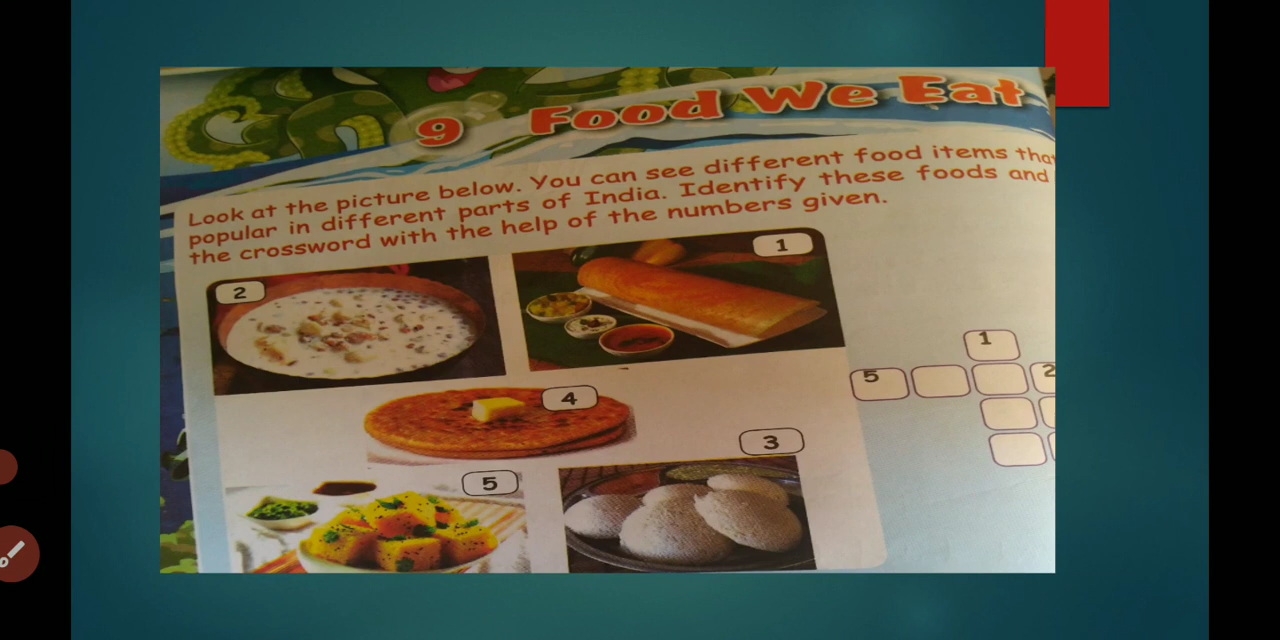 9 Food We Eat
Look at the picture below. You can see different food items
popular in different parts of India. Identify these foods and
the crossword with the help of the numbers given.
2
1
4
3
5
1
5
2